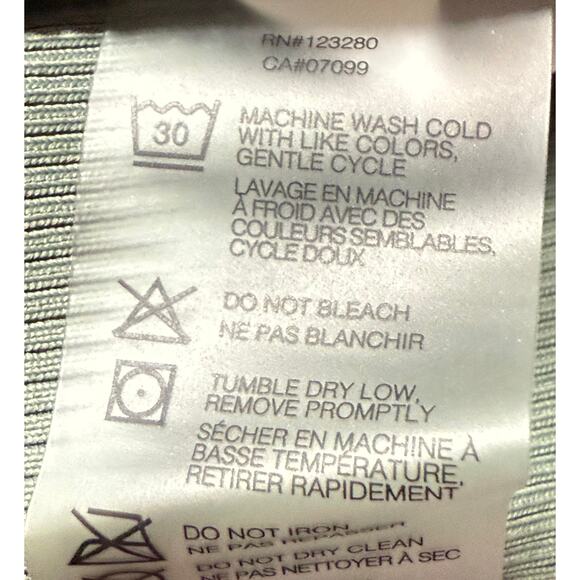 RN#123280
CA#07099
30
MACHINE WASH COLD
WITH LIKE COLORS,
GENTLE CYCLE
LAVAGE EN MACHINE
À FROID AVEC DES
COULEURS SEMBLABLES,
CYCLE DOUX
DO NOT BLEACH
NE PAS BLANCHIR
TUMBLE DRY LOW,
REMOVE PROMPTLY
SÉCHER EN MACHINE À
BASSE TEMPÉRATURE,
RETIRER RAPIDEMENT
DO NOT IRON
NE PAS REPASSER
DO NOT DRY CLEAN
NE PAS NETTOYER À SEC